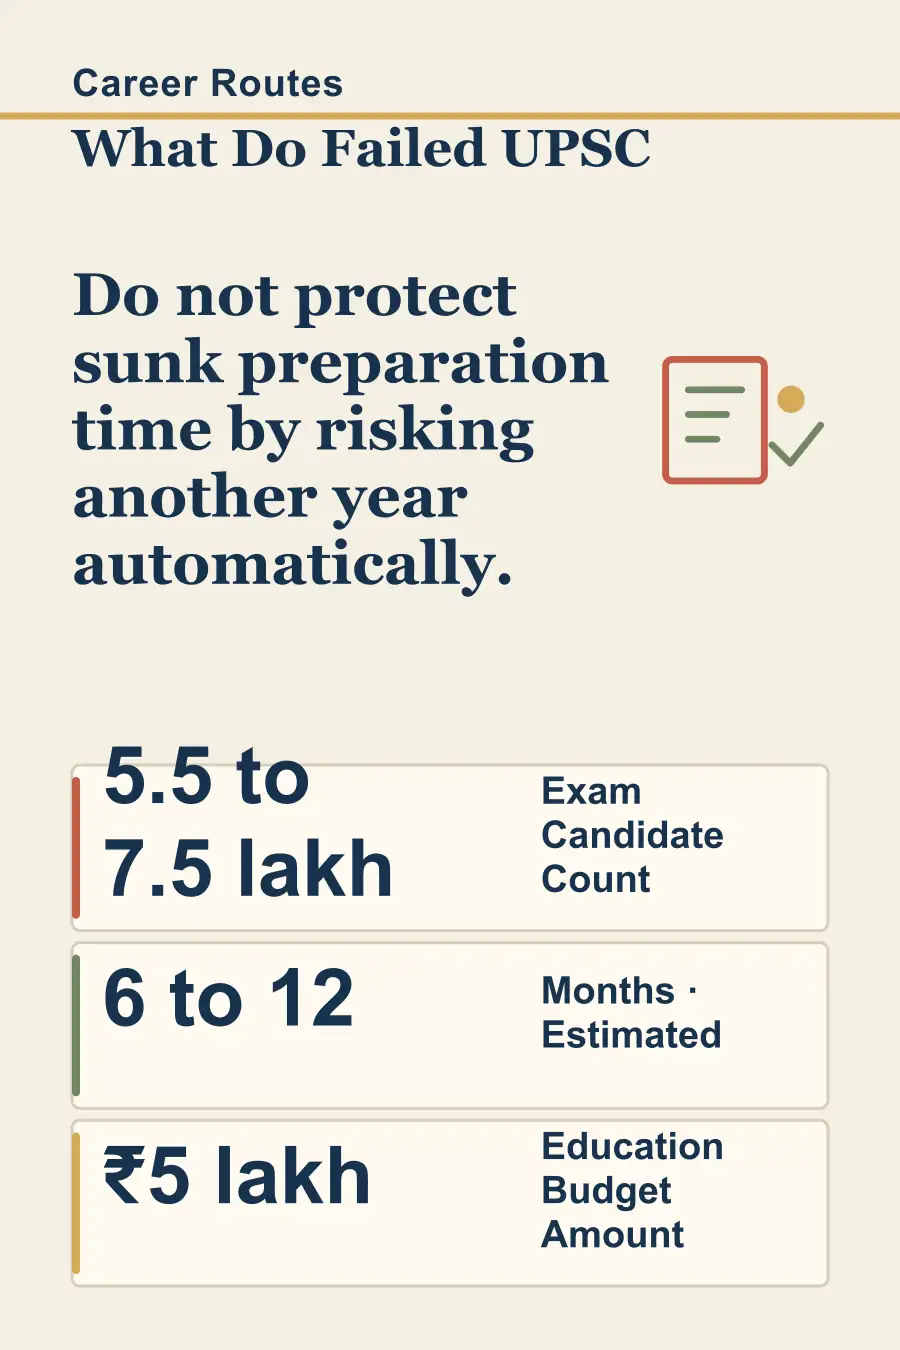 Career Routes
What Do Failed UPSC
Do not protect
sunk preparation
time by risking
another year
automatically.
5.5 to
7.5 lakh
Exam
Candidate
Count
6 to 12
Months ·
Estimated
₹5 lakh
Education
Budget
Amount